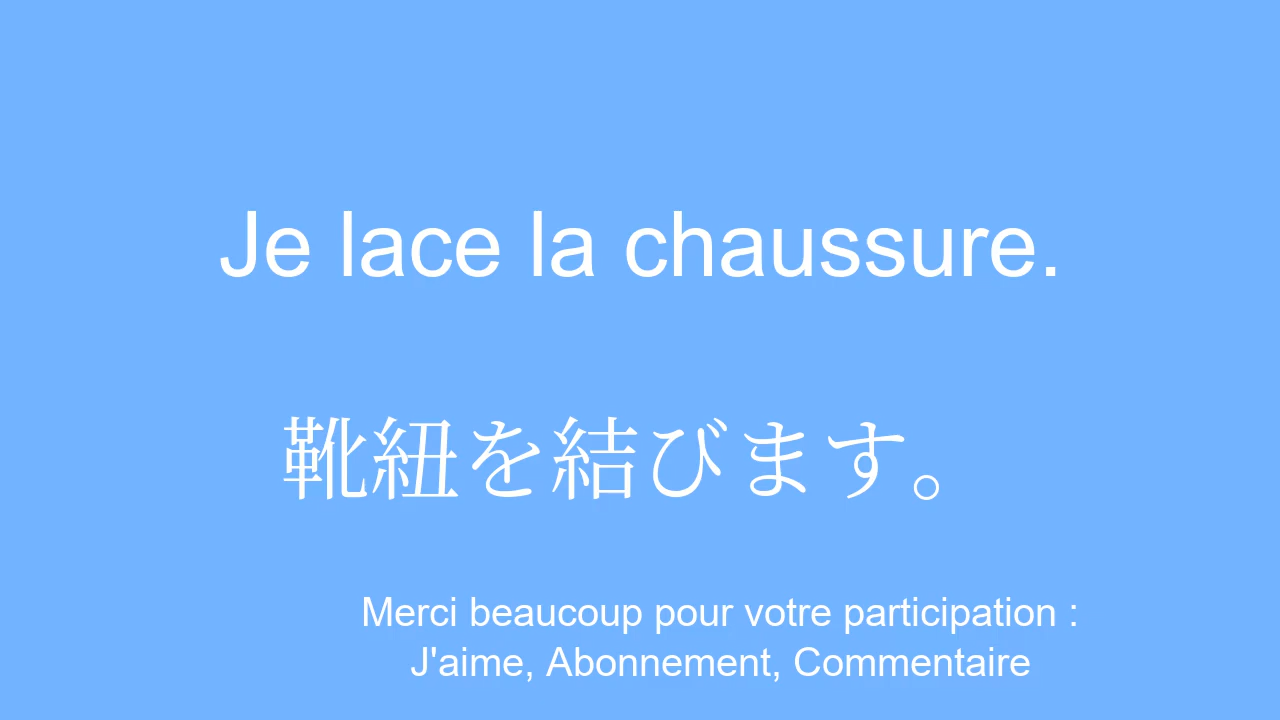 Je lace la chaussure.
靴紐を結びます。
Merci beaucoup pour votre participation :
J'aime, Abonnement, Commentaire